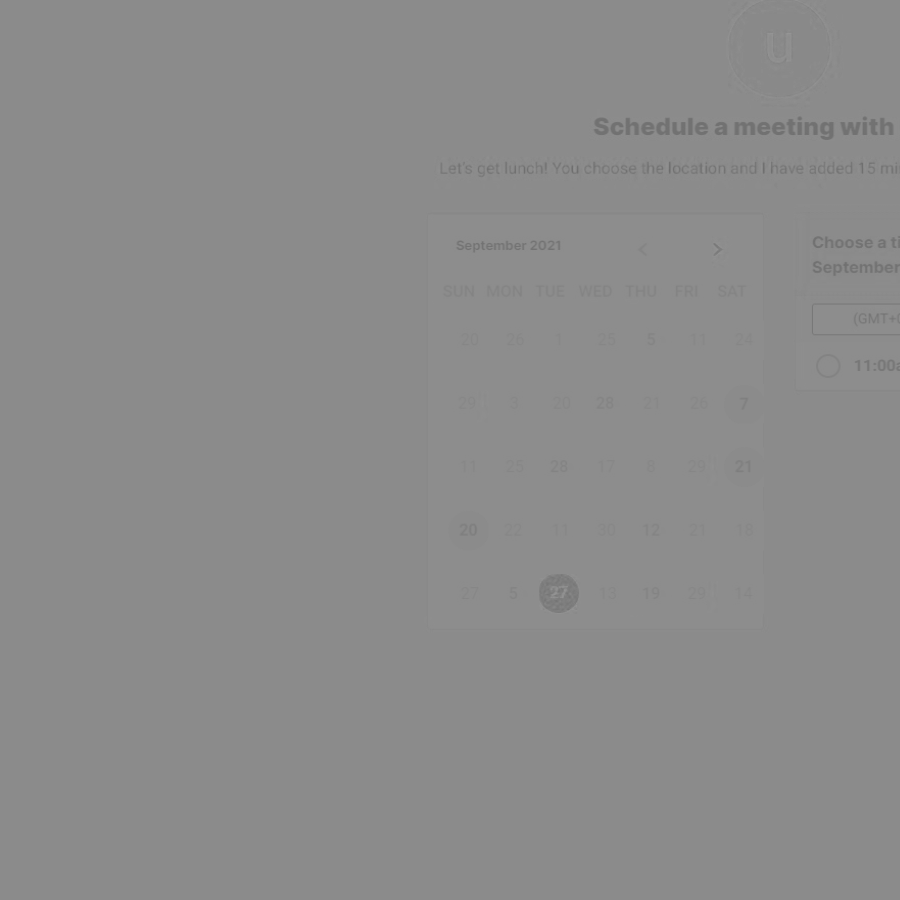 u
Schedule a meeting with
Let's get lunch! You choose the location and I have added 15 mi
September 2021
SUN MON TUE WED THU FRI SAT
20 26 1 25 5 11 24
29 3 20 28 21 26 7
11 25 28 17 6 29 21
20 22 11 30 12 21 18
27 5 27 13 19 29 14
Choose a ti
September
(GMT+
11:00a